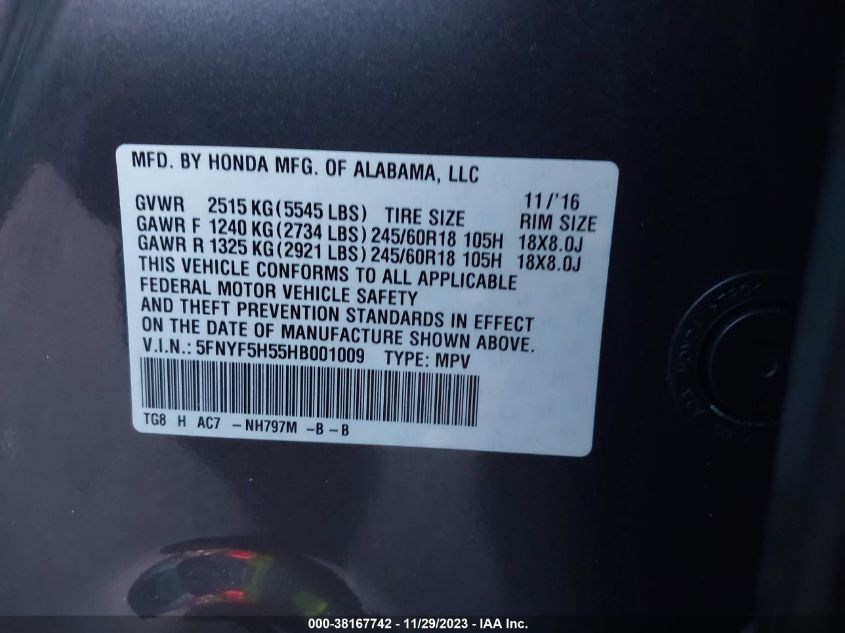 MFD. BY HONDA MFG. OF ALABAMA, LLC
11/'16
GVWR 2515 KG (5545 LBS) TIRE SIZE RIM SIZE
GAWR F 1240 KG (2734 LBS) 245/60R18 105H 18X8.0J
GAWR R 1325 KG (2921 LBS) 245/60R18 105H 18X8.0J
THIS VEHICLE CONFORMS TO ALL APPLICABLE
FEDERAL MOTOR VEHICLE SAFETY
AND THEFT PREVENTION STANDARDS IN EFFECT
ON THE DATE OF MANUFACTURE SHOWN ABOVE.
V.I.N.: 5FNYF5H55HB001009 TYPE: MPV
TG8 H AC7 -NH797M -B-B
000-38167742 - 11/29/2023 - IAA Inc.